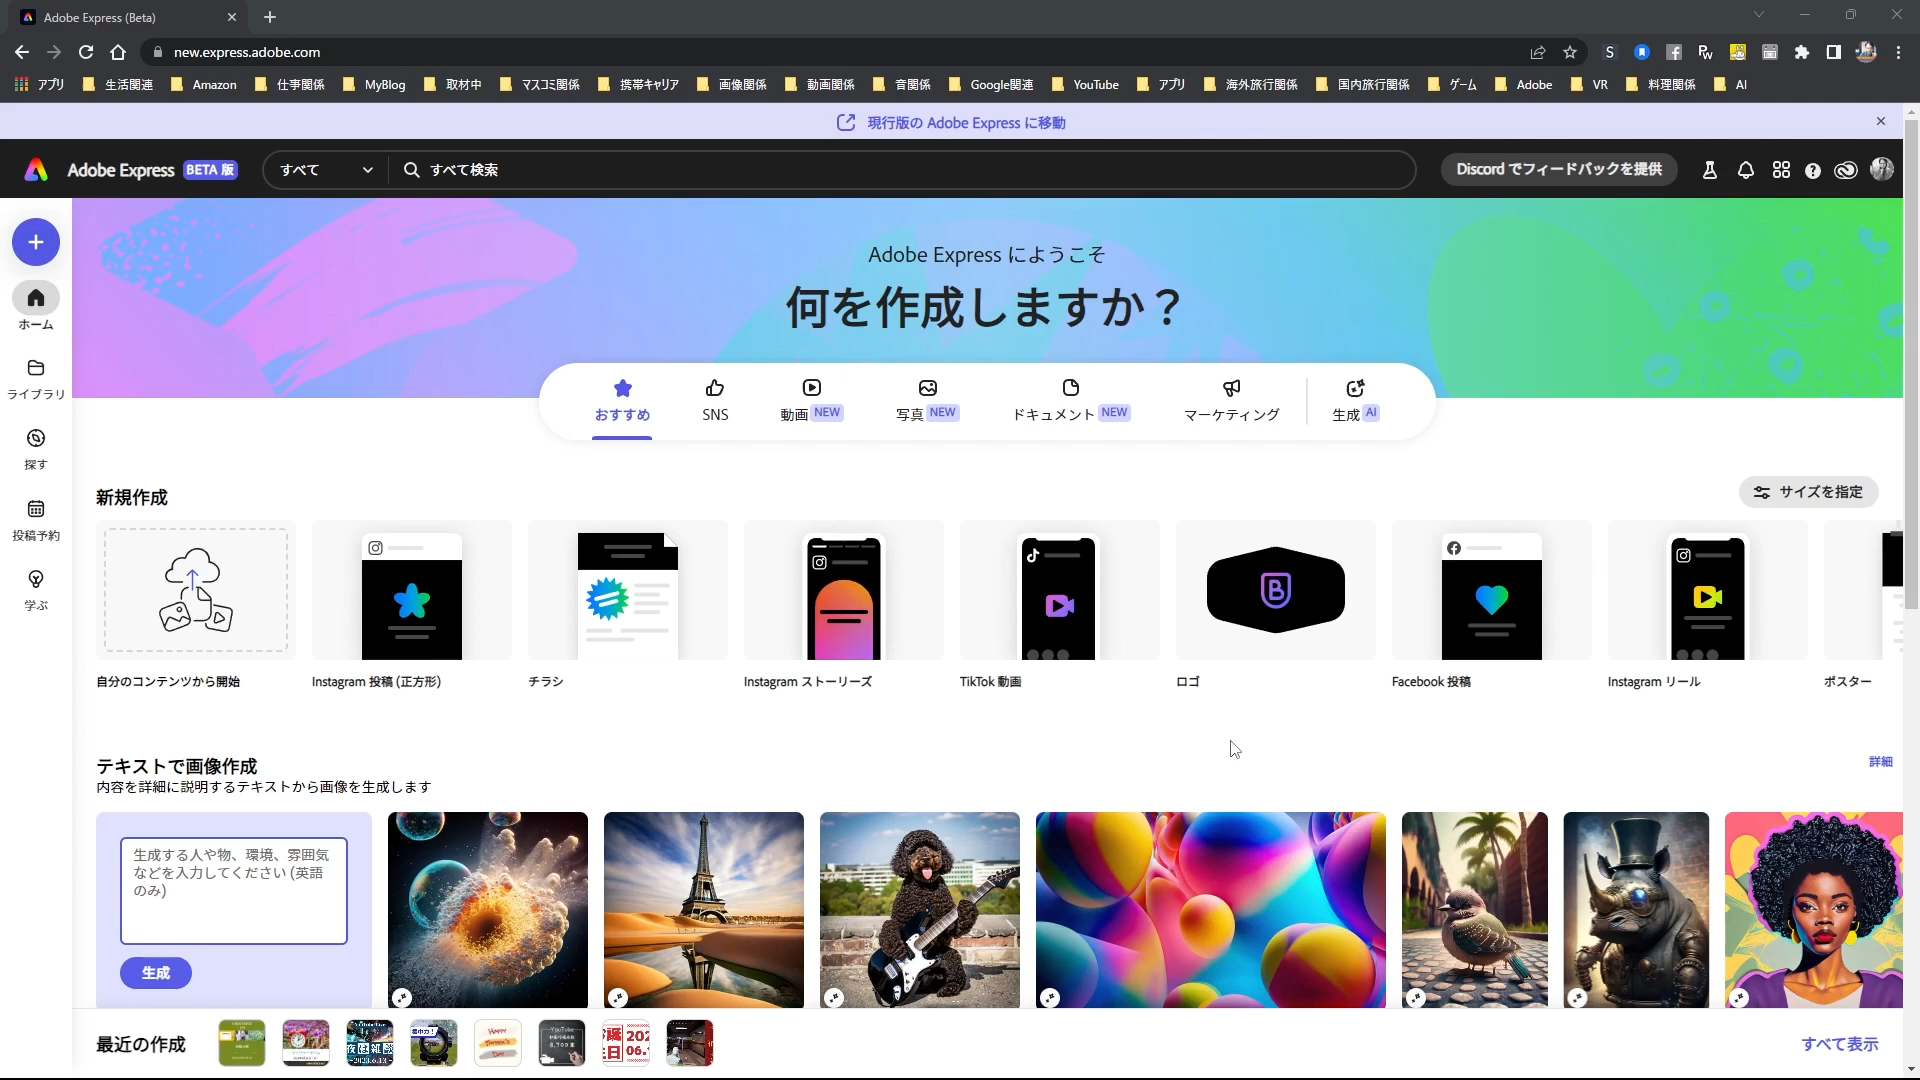 Adobe Express (Beta)
new.express.adobe.com
アプリ 生活関連 Amazon 仕事関係 MyBlog 取材中 マスコミ関係 携帯キャリア 画像関係 動画関係 音関係 Google関連 YouTube アプリ 海外旅行関係 国内旅行関係 ゲーム Adobe VR 料理関係 AI
現行版の Adobe Express に移動
Adobe Express BETA 版 すべて すべて検索 Discord でフィードバックを提供
Adobe Express にようこそ
何を作成しますか？
ホーム
ライブラリ
探す
投稿予約
学ぶ
おすすめ SNS 動画 NEW 写真 NEW ドキュメント NEW マーケティング 生成 AI
新規作成 サイズを指定
自分のコンテンツから開始 Instagram 投稿 (正方形) チラシ Instagram ストーリーズ TikTok 動画 ロゴ Facebook 投稿 Instagram リール ポスター
テキストで画像作成 詳細
内容を詳細に説明するテキストから画像を生成します
生成する人や物、環境、雰囲気
などを入力してください (英語
のみ)
生成
最近の作成 すべて表示